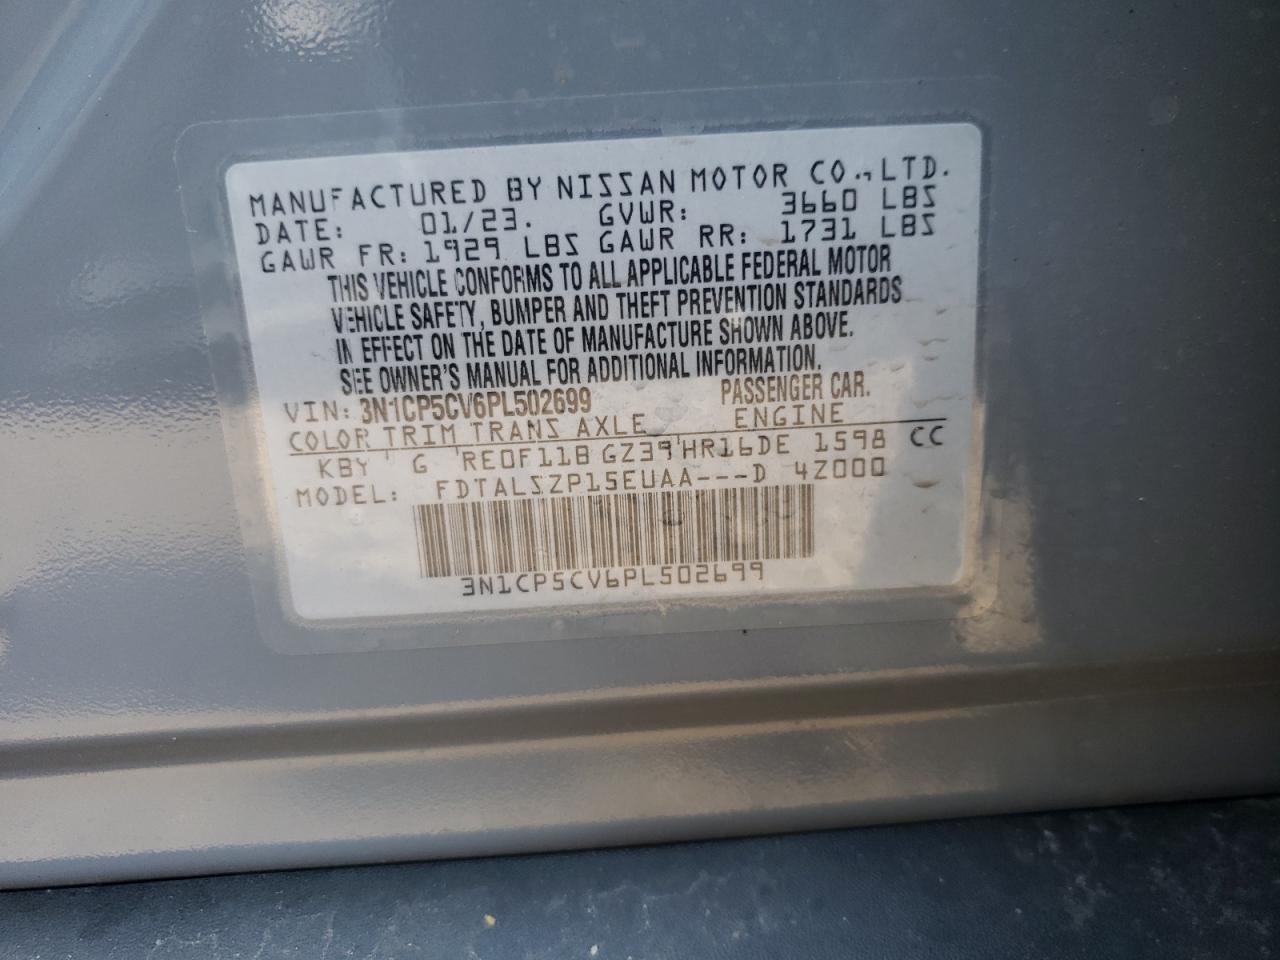 MANUFACTURED BY NISSAN MOTOR CO., LTD.
DATE: 01/23. GVWR: 3660 LBS
GAWR FR: 1929 LBS GAWR RR: 1731 LBS
THIS VEHICLE CONFORMS TO ALL APPLICABLE FEDERAL MOTOR
VEHICLE SAFETY, BUMPER AND THEFT PREVENTION STANDARDS
IN EFFECT ON THE DATE OF MANUFACTURE SHOWN ABOVE.
SEE OWNER'S MANUAL FOR ADDITIONAL INFORMATION.
VIN: 3N1CP5CV6PL502699 PASSENGER CAR.
COLOR TRIM TRANS AXLE ENGINE
KBY G RE0F11B GZ39 HR16DE 1598 CC
MODEL: FDTALSZP15EUAA---D 4Z000
3N1CP5CV6PL502699